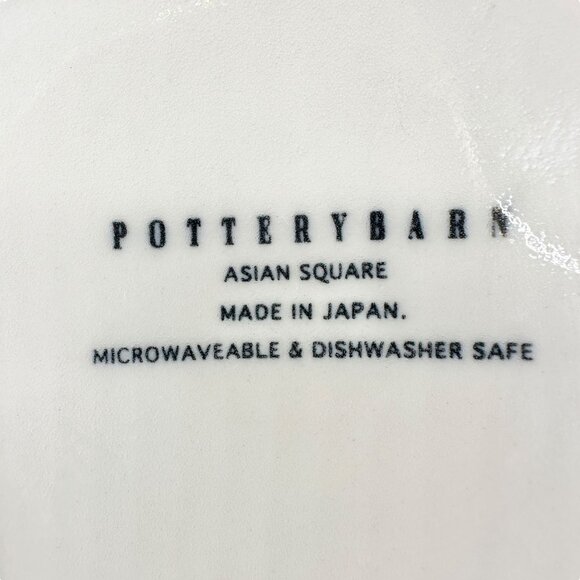 POTTERYBARN
ASIAN SQUARE
MADE IN JAPAN.
MICROWAVEABLE & DISHWASHER SAFE